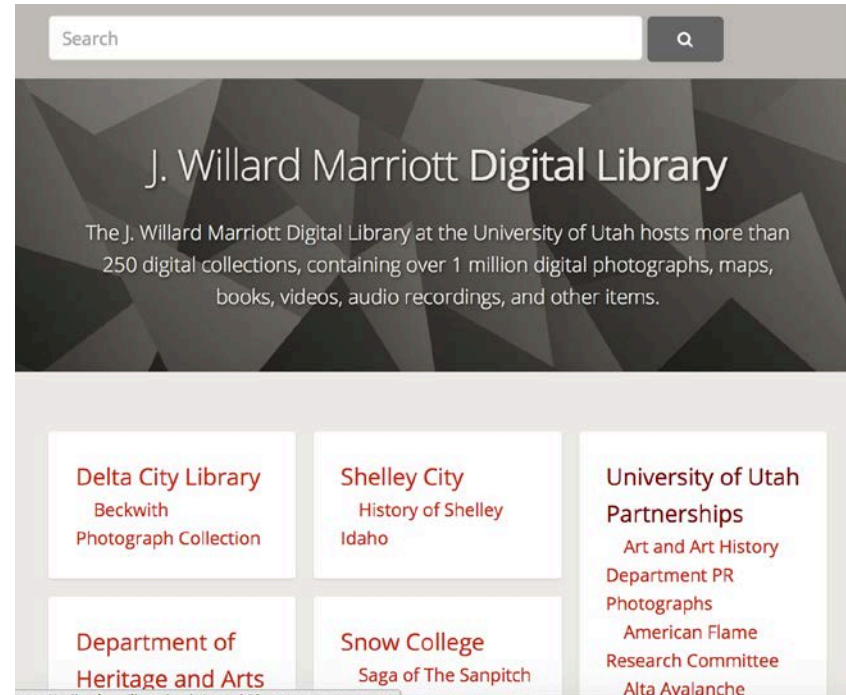 Search
J. Willard Marriott Digital Library
The J. Willard Marriott Digital Library at the University of Utah hosts more than
250 digital collections, containing over 1 million digital photographs, maps,
books, videos, audio recordings, and other items.
Delta City Library
Beckwith
Photograph Collection
Shelley City
History of Shelley
Idaho
University of Utah
Partnerships
Art and Art History
Department PR
Photographs
American Flame
Research Committee
Alta Avalanche
Department of
Heritage and Arts
Snow College
Saga of The Sanpitch